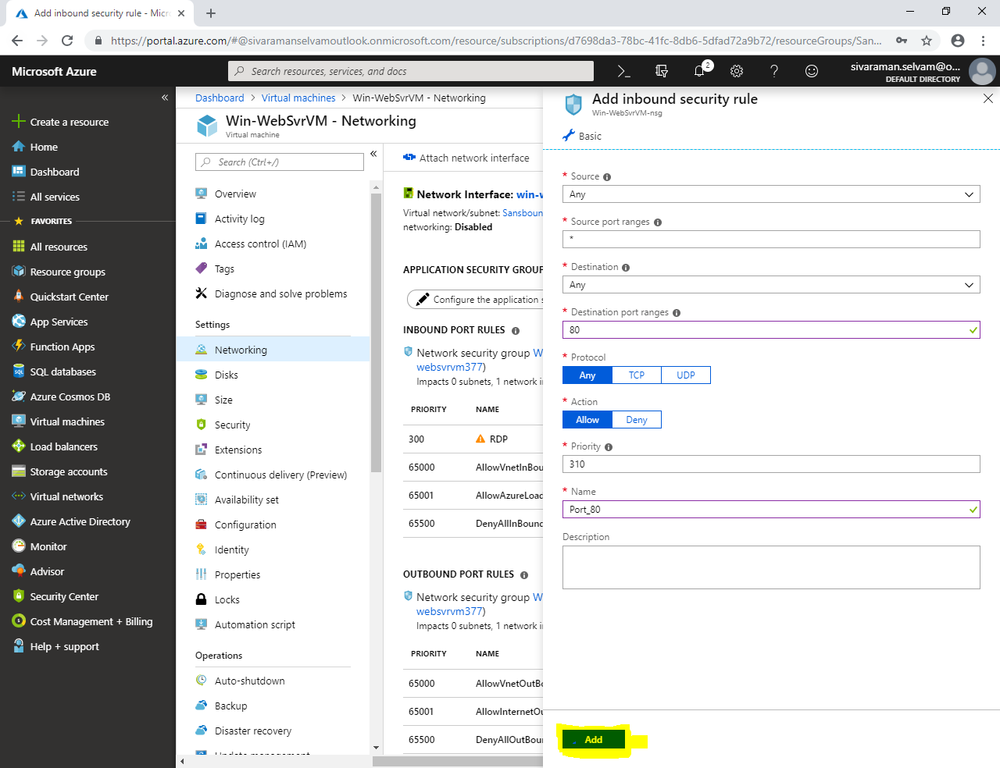 Add inbound security rule - Micr
https://portal.azure.com/#@sivaramanselvamoutlook.onmicrosoft.com/resource/subscriptions/d7698da3-78bc-41fc-8db6-5dfad72a9b72/resourceGroups/San...
Microsoft Azure
Search resources, services, and docs
2
sivaraman.selvam@o...
DEFAULT DIRECTORY
Create a resource
Home
Dashboard
All services
FAVORITES
All resources
Resource groups
Quickstart Center
App Services
Function Apps
SQL databases
Azure Cosmos DB
Virtual machines
Load balancers
Storage accounts
Virtual networks
Azure Active Directory
Monitor
Advisor
Security Center
Cost Management + Billing
Help + support
Dashboard > Virtual machines > Win-WebSvrVM - Networking
Win-WebSvrVM - Networking
Virtual machine
Search (Ctrl+/)
Overview
Activity log
Access control (IAM)
Tags
Diagnose and solve problems
Settings
Networking
Disks
Size
Security
Extensions
Continuous delivery (Preview)
Availability set
Configuration
Identity
Properties
Locks
Automation script
Operations
Auto-shutdown
Backup
Disaster recovery
Update management
Attach network interface
Network Interface: win-w
Virtual network/subnet: Sansboun
networking: Disabled
APPLICATION SECURITY GROUP
Configure the application s
INBOUND PORT RULES
Network security group W
websvrvm377)
Impacts 0 subnets, 1 network i
PRIORITY NAME
300 RDP
65000 AllowVnetInBou
65001 AllowAzureLoad
65500 DenyAllInBound
OUTBOUND PORT RULES
Network security group W
websvrvm377)
Impacts 0 subnets, 1 network i
PRIORITY NAME
65000 AllowVnetOutBo
65001 AllowInternetOu
65500 DenyAllOutBoun
Add inbound security rule
Win-WebSvrVM-nsg
Basic
* Source
Any
* Source port ranges
*
* Destination
Any
* Destination port ranges
80
* Protocol
Any TCP UDP
* Action
Allow Deny
* Priority
310
* Name
Port_80
Description
Add